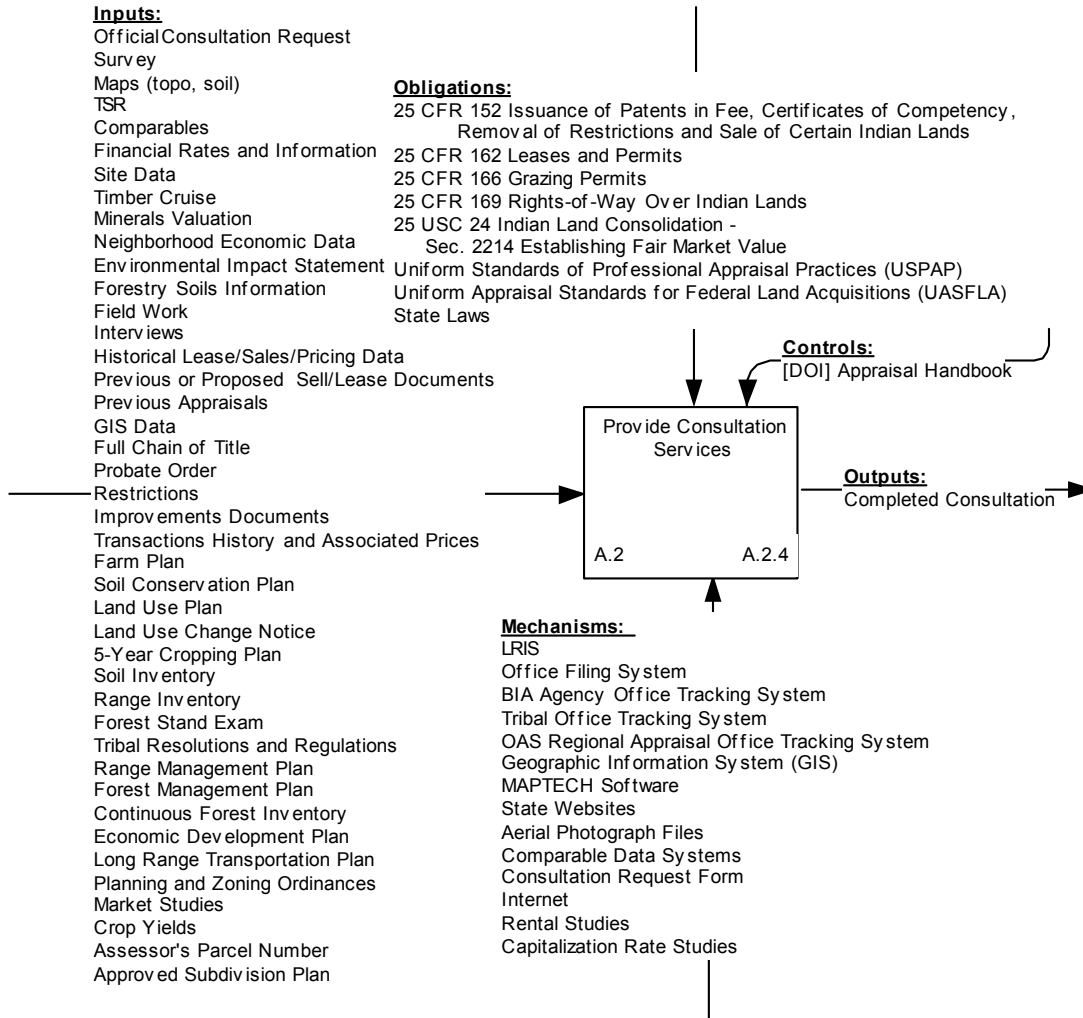 Inputs:
Official Consultation Request
Survey
Maps (topo, soil)
TSR
Comparables
Financial Rates and Information
Site Data
Timber Cruise
Minerals Valuation
Neighborhood Economic Data
Environmental Impact Statement
Forestry Soils Information
Field Work
Interviews
Historical Lease/Sales/Pricing Data
Previous or Proposed Sell/Lease Documents
Previous Appraisals
GIS Data
Full Chain of Title
Probate Order
Restrictions
Improvements Documents
Transactions History and Associated Prices
Farm Plan
Soil Conservation Plan
Land Use Plan
Land Use Change Notice
5-Year Cropping Plan
Soil Inventory
Range Inventory
Forest Stand Exam
Tribal Resolutions and Regulations
Range Management Plan
Forest Management Plan
Continuous Forest Inventory
Economic Development Plan
Long Range Transportation Plan
Planning and Zoning Ordinances
Market Studies
Crop Yields
Assessor's Parcel Number
Approved Subdivision Plan
Obligations:
25 CFR 152 Issuance of Patents in Fee, Certificates of Competency,
Removal of Restrictions and Sale of Certain Indian Lands
25 CFR 162 Leases and Permits
25 CFR 166 Grazing Permits
25 CFR 169 Rights-of-Way Over Indian Lands
25 USC 24 Indian Land Consolidation -
Sec. 2214 Establishing Fair Market Value
Uniform Standards of Professional Appraisal Practices (USPAP)
Uniform Appraisal Standards for Federal Land Acquisitions (UASFLA)
State Laws
Controls:
[DOI] Appraisal Handbook
Provide Consultation
Services
A.2 A.2.4
Outputs:
Completed Consultation
Mechanisms:
LRIS
Office Filing System
BIA Agency Office Tracking System
Tribal Office Tracking System
OAS Regional Appraisal Office Tracking System
Geographic Information System (GIS)
MAPTECH Software
State Websites
Aerial Photograph Files
Comparable Data Systems
Consultation Request Form
Internet
Rental Studies
Capitalization Rate Studies